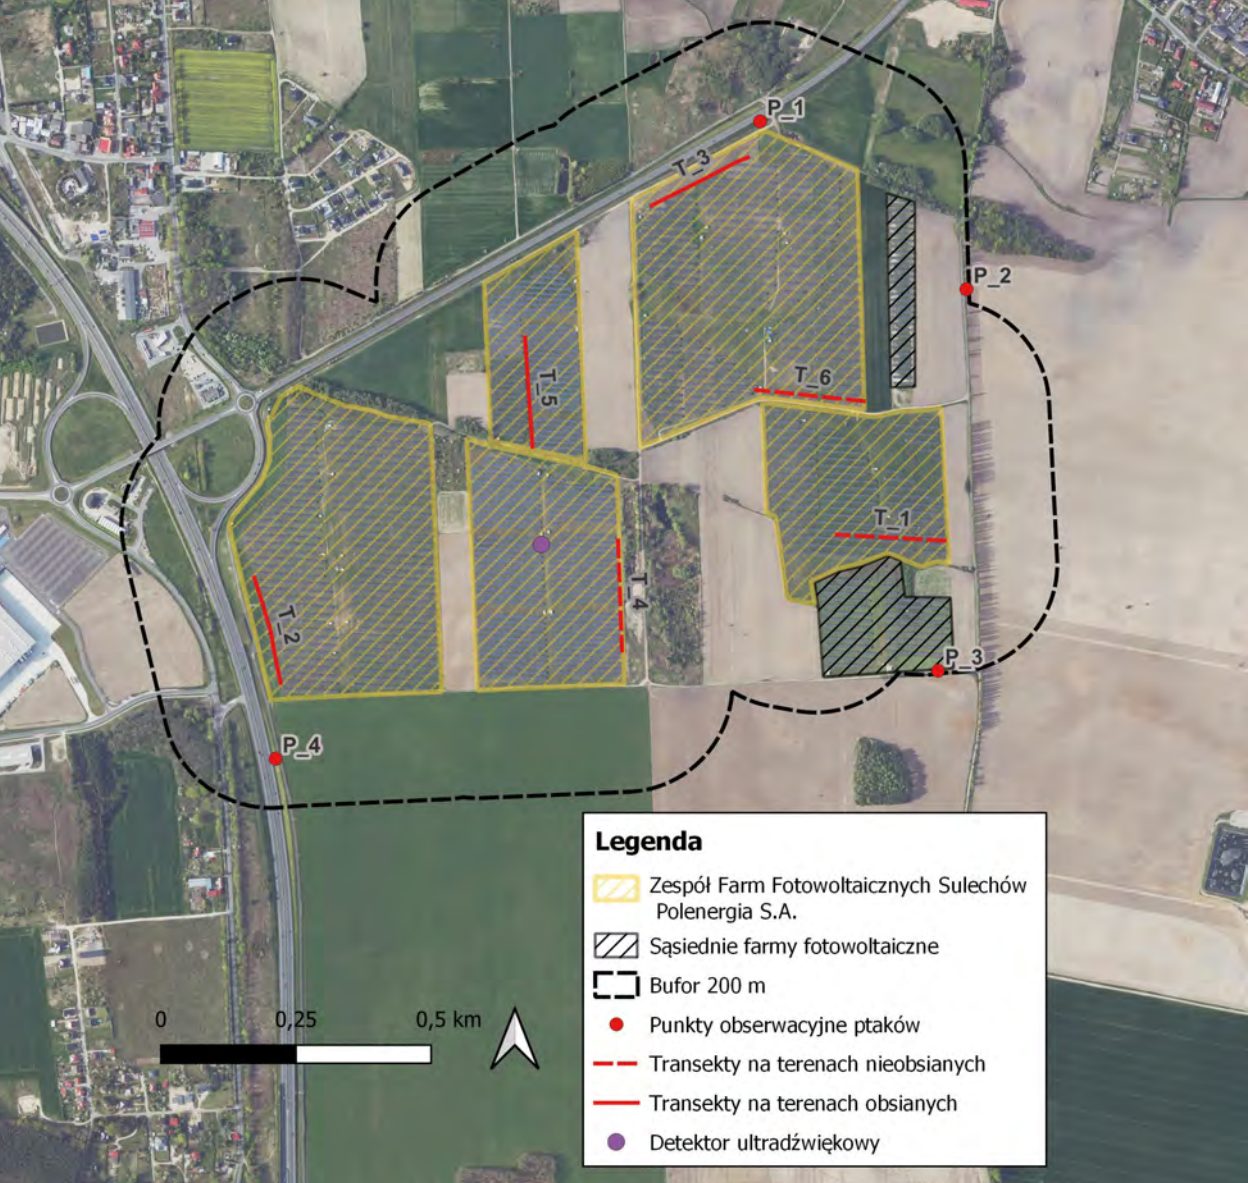 P_1
T_3
P_2
T_6
T_5
T_1
T_4
T_2
P_3
P_4
Legenda
Zespół Farm Fotowoltaicznych Sulechów
Polenergia S.A.
Sąsiednie farmy fotowoltaiczne
Bufor 200 m
Punkty obserwacyjne ptaków
Transekty na terenach nieobsianych
Transekty na terenach obsianych
Detektor ultradźwiękowy
0 0,25 0,5 km